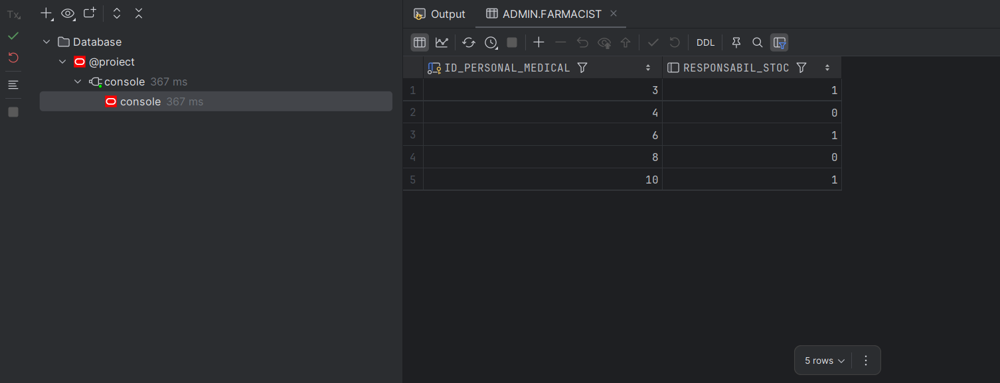 Tx
Database
@proiect
console 367 ms
console 367 ms
Output
ADMIN.FARMACIST
DDL
ID_PERSONAL_MEDICAL RESPONSABIL_STOC
1 3 1
2 4 0
3 6 1
4 8 0
5 10 1
5 rows